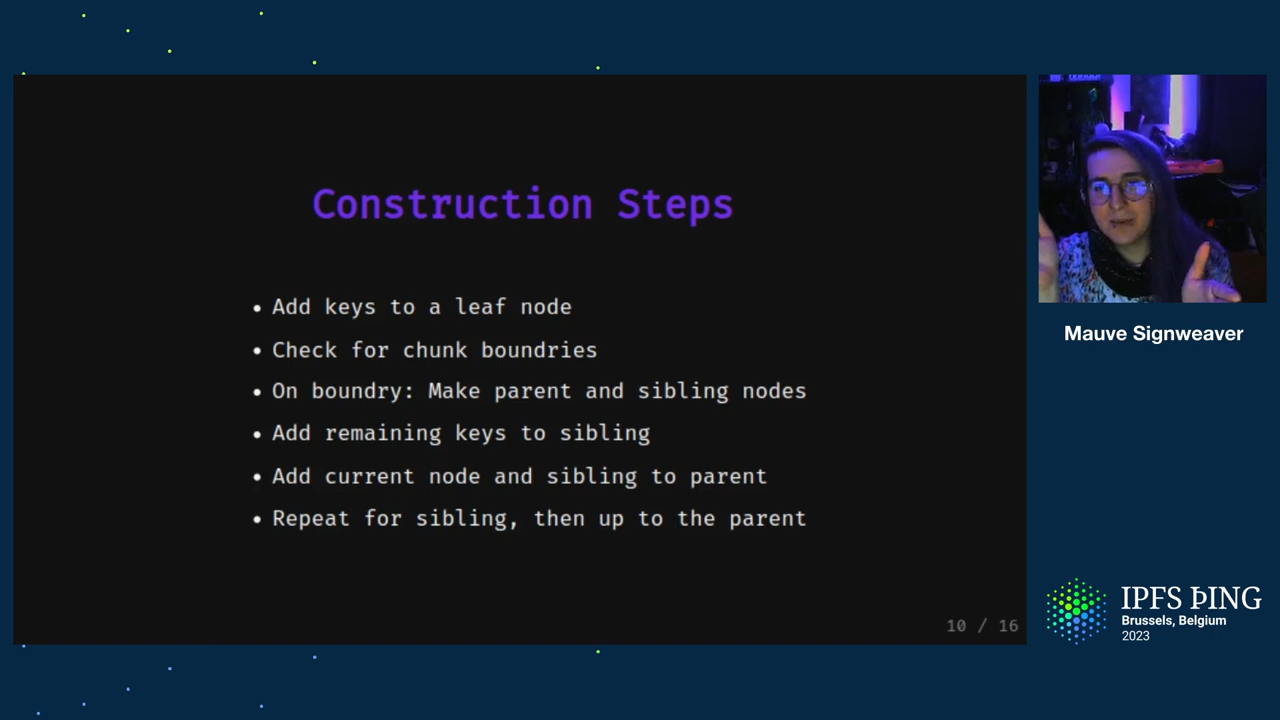 Construction Steps
• Add keys to a leaf node
• Check for chunk boundries
• On boundry: Make parent and sibling nodes
• Add remaining keys to sibling
• Add current node and sibling to parent
• Repeat for sibling, then up to the parent
10 / 16
Mauve Signweaver
IPFS ÞING
Brussels, Belgium
2023